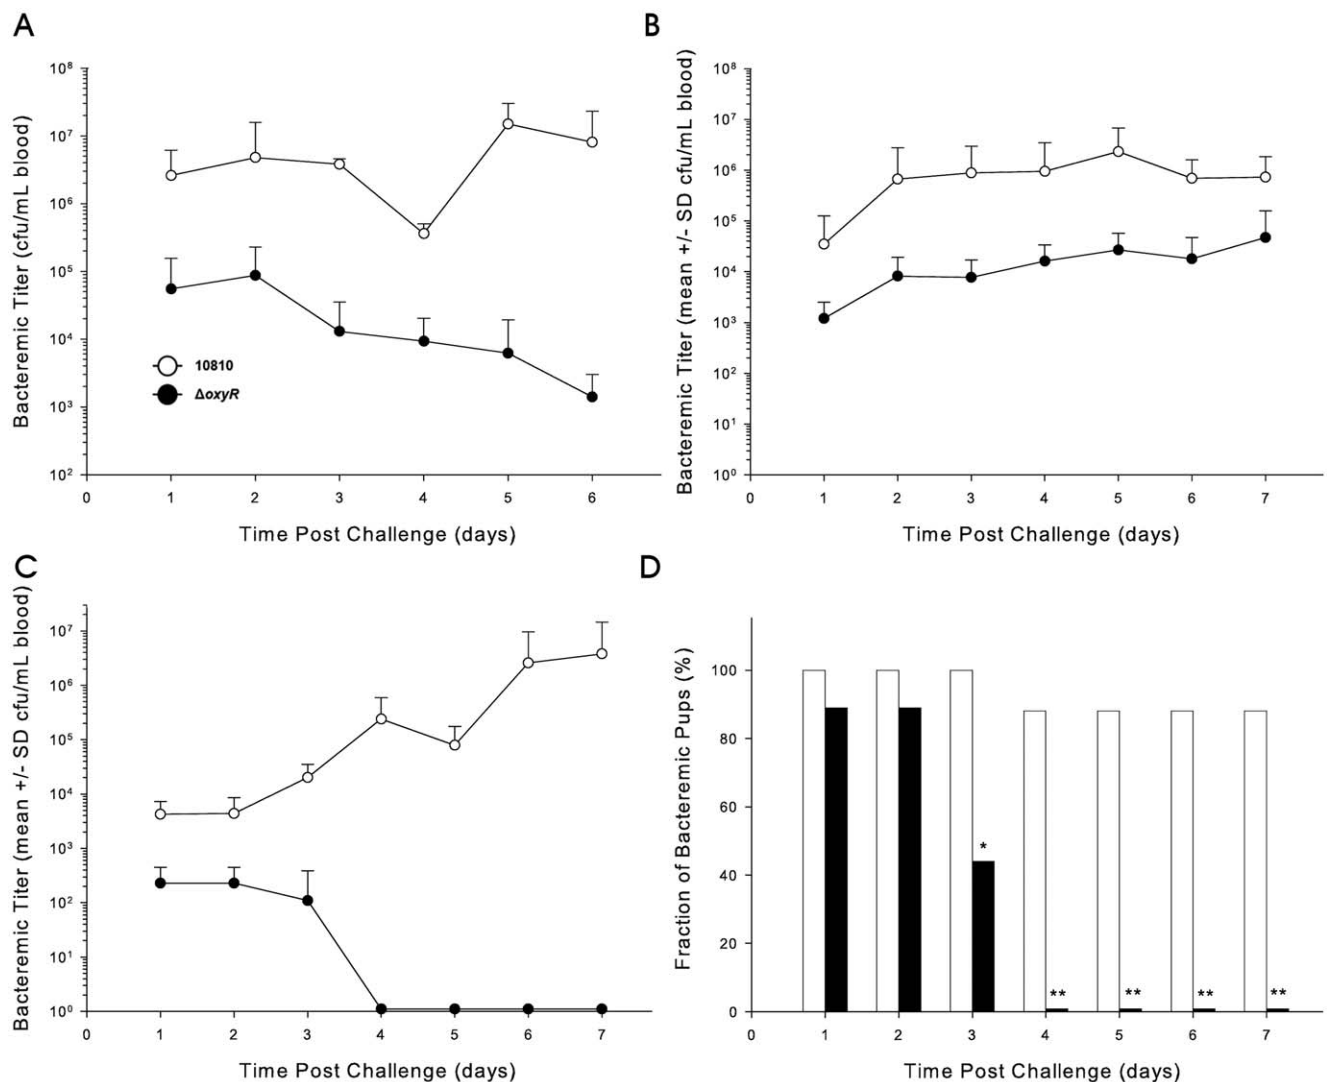 A
Bacteremic Titer (cfu/mL blood)
10⁸
10⁷
10⁶
10⁵
10⁴
10³
10²
10810
ΔoxyR
0 1 2 3 4 5 6
Time Post Challenge (days)
B
Bacteremic Titer (mean +/- SD cfu/mL blood)
10⁸
10⁷
10⁶
10⁵
10⁴
10³
10²
10¹
10⁰
0 1 2 3 4 5 6 7
Time Post Challenge (days)
C
Bacteremic Titer (mean +/- SD cfu/mL blood)
10⁷
10⁶
10⁵
10⁴
10³
10²
10¹
10⁰
0 1 2 3 4 5 6 7
Time Post Challenge (days)
D
Fraction of Bacteremic Pups (%)
100
80
60
40
20
0
* ** ** ** **
0 1 2 3 4 5 6 7
Time Post Challenge (days)